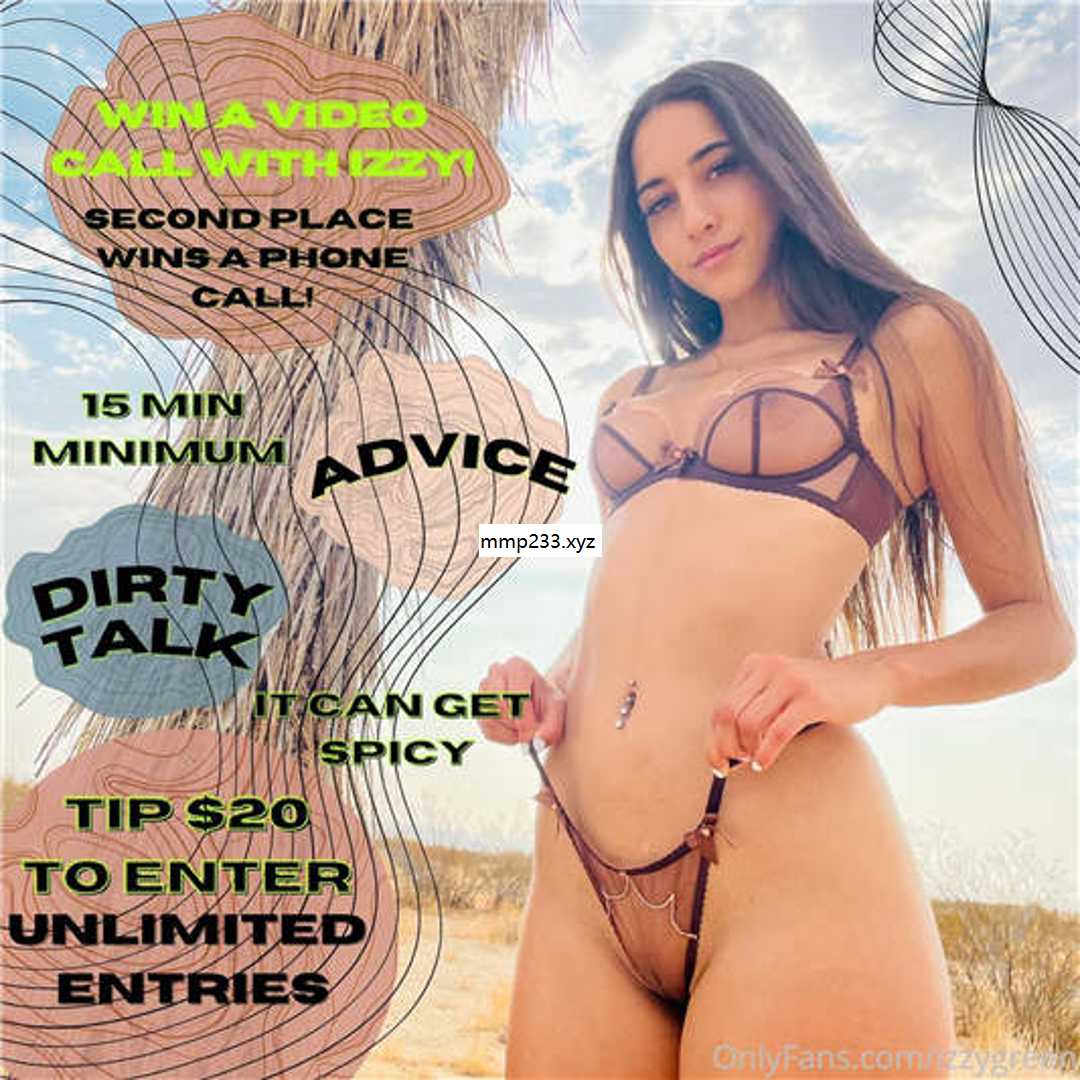 WIN A VIDEO
CALL WITH IZZY!
SECOND PLACE
WINS A PHONE
CALL!
15 MIN
MINIMUM
ADVICE
mmp233.xyz
DIRTY
TALK
IT CAN GET
SPICY
TIP $20
TO ENTER
UNLIMITED
ENTRIES
OnlyFans.com/izzygreen